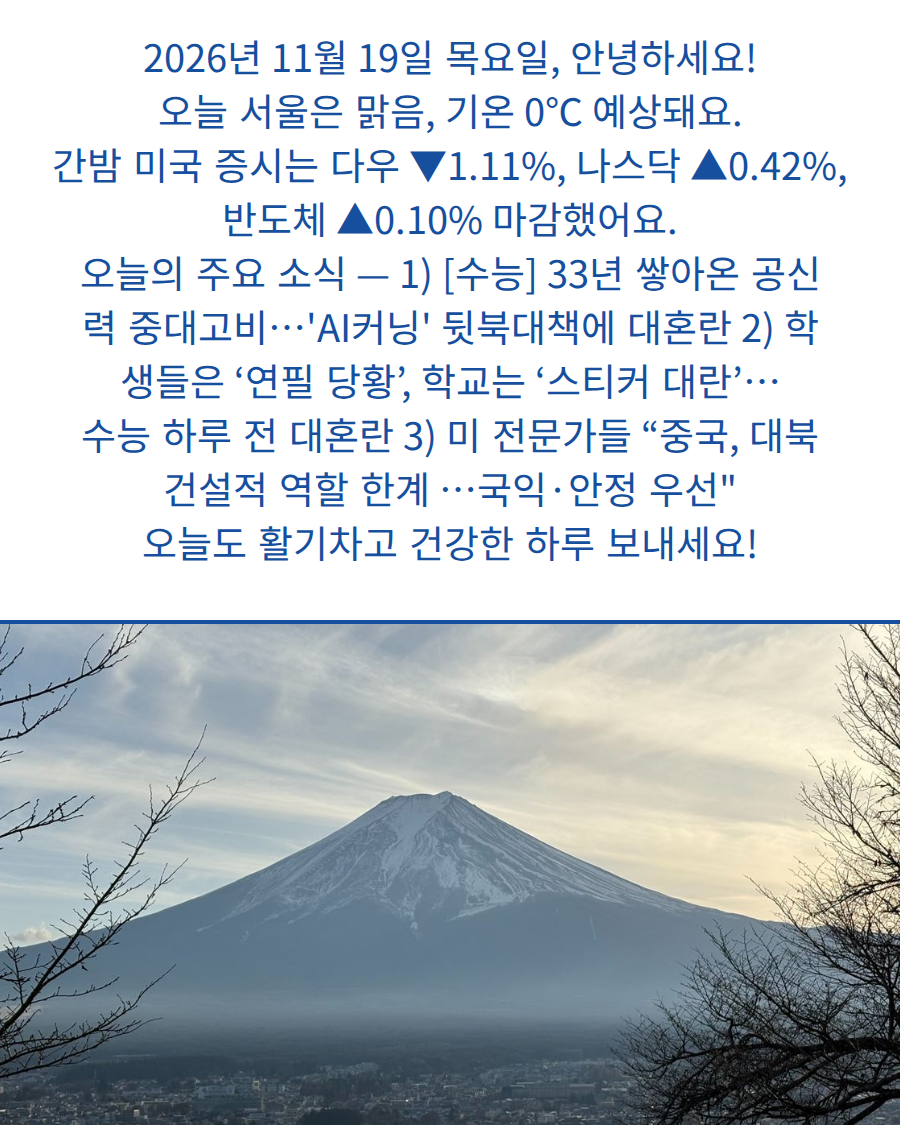 2026년 11월 19일 목요일, 안녕하세요!
오늘 서울은 맑음, 기온 0°C 예상돼요.
간밤 미국 증시는 다우 ▼1.11%, 나스닥 ▲0.42%,
반도체 ▲0.10% 마감했어요.
오늘의 주요 소식 — 1) [수능] 33년 쌓아온 공신
력 중대고비…'AI커닝' 뒷북대책에 대혼란 2) 학
생들은 ‘연필 당황’, 학교는 ‘스티커 대란’…
수능 하루 전 대혼란 3) 미 전문가들 “중국, 대북
건설적 역할 한계 …국익·안정 우선"
오늘도 활기차고 건강한 하루 보내세요!